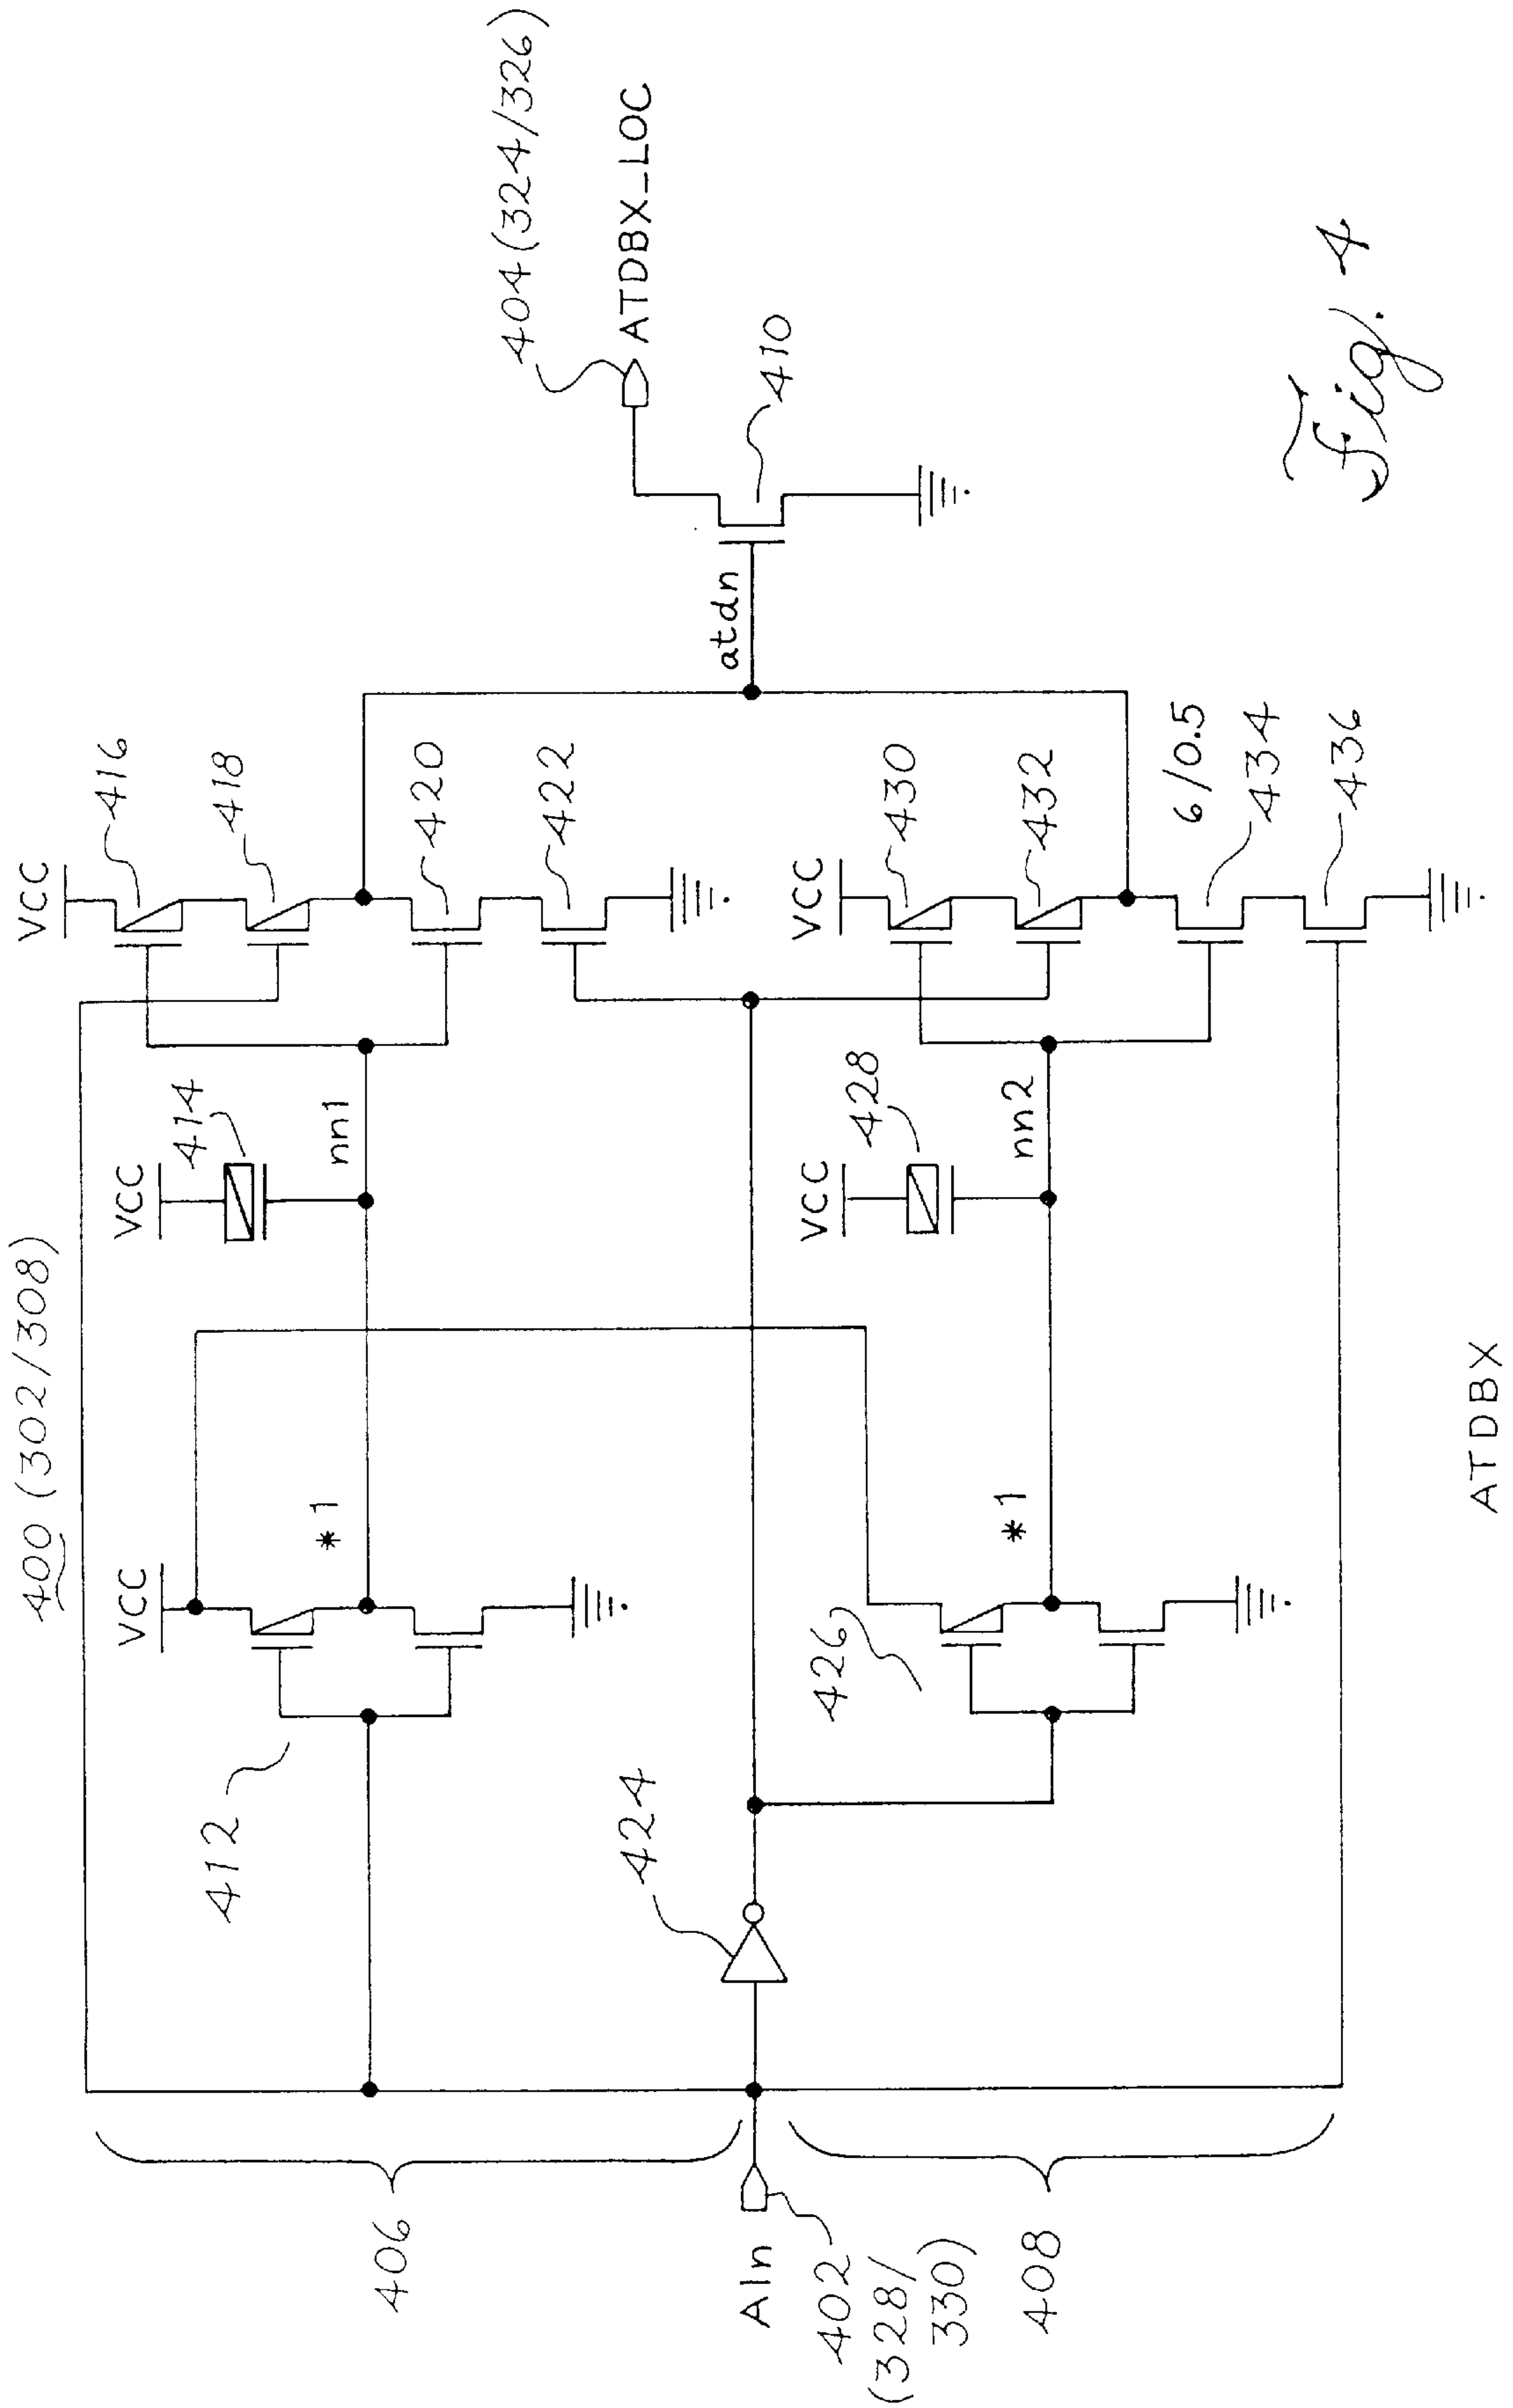 400 (302/308)
VCC
416
418
420
422
VCC
414
nn1
VCC
*1
412
406
404 (324/326)
ATDBX_LOC
410
atdn
424
AIn
402
(328/
330)
VCC
430
432
6/0.5
434
436
VCC
428
nn2
*1
426
408
ATDBX
Fig. 4